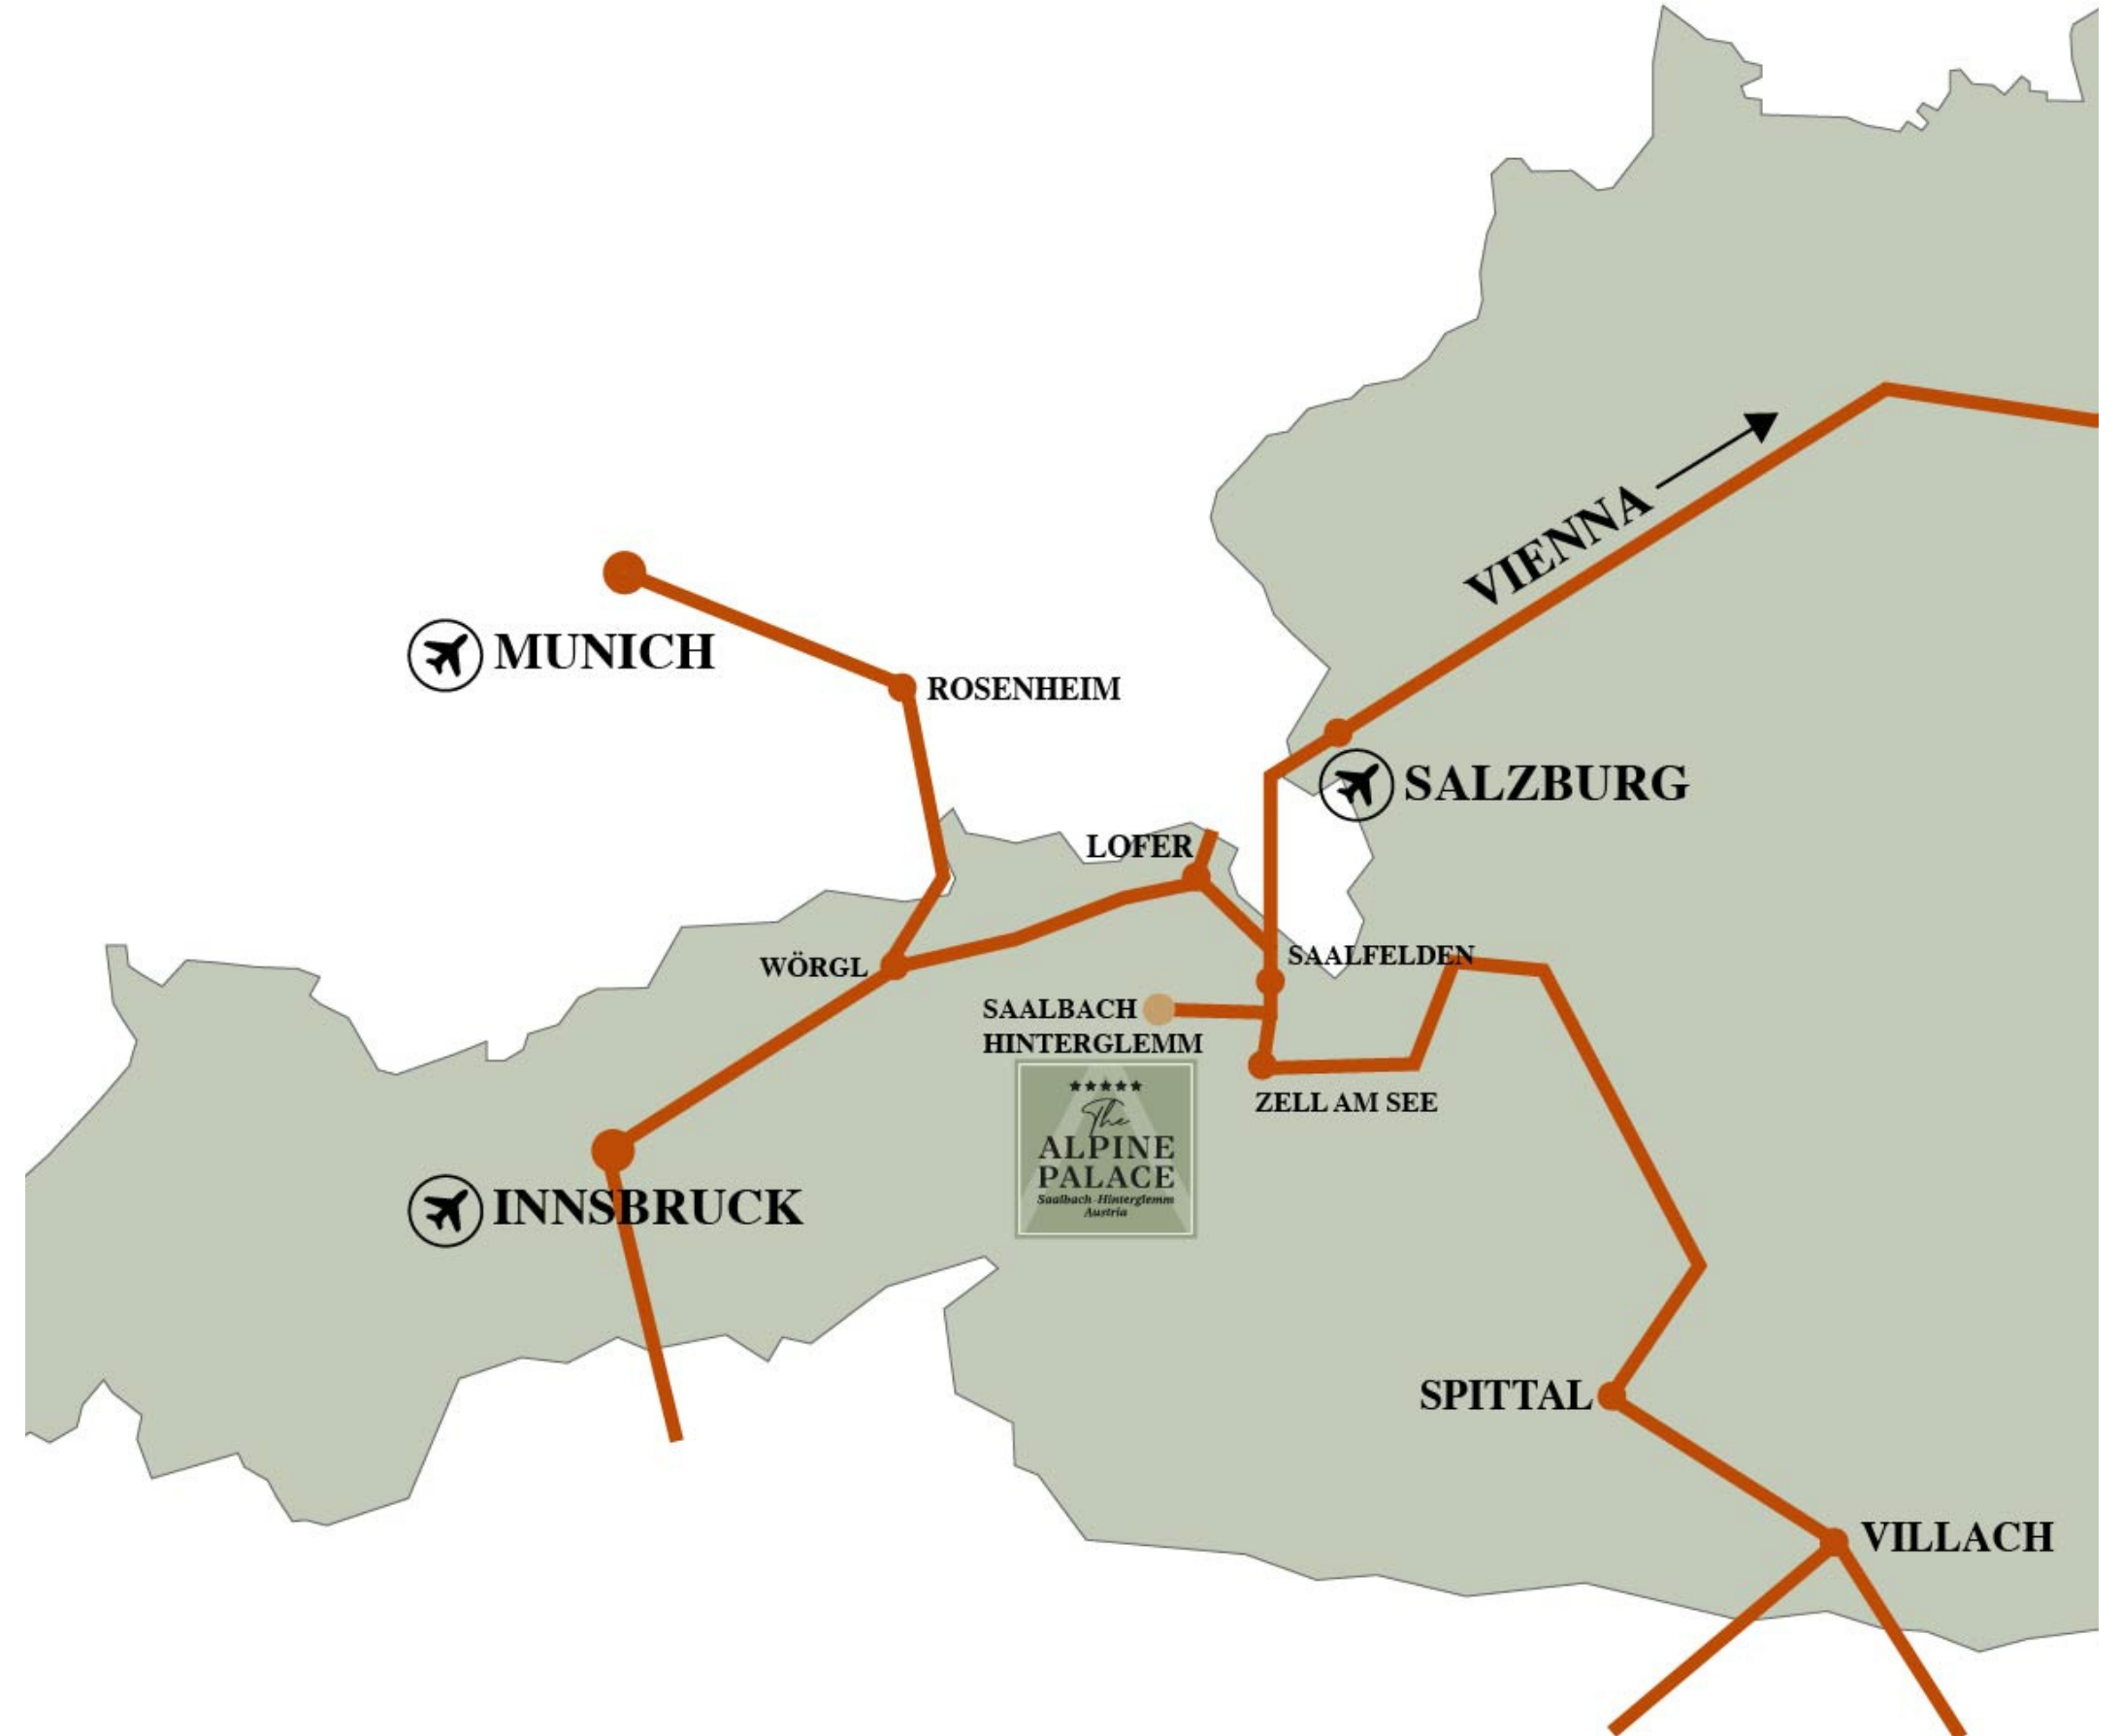 VIENNA
MUNICH
ROSENHEIM
SALZBURG
LOFER
SAALFELDEN
WÖRGL
SAALBACH
HINTERGLEMM
ZELL AM SEE
The
ALPINE
PALACE
Saalbach-Hinterglemm
Austria
INNSBRUCK
SPITTAL
VILLACH